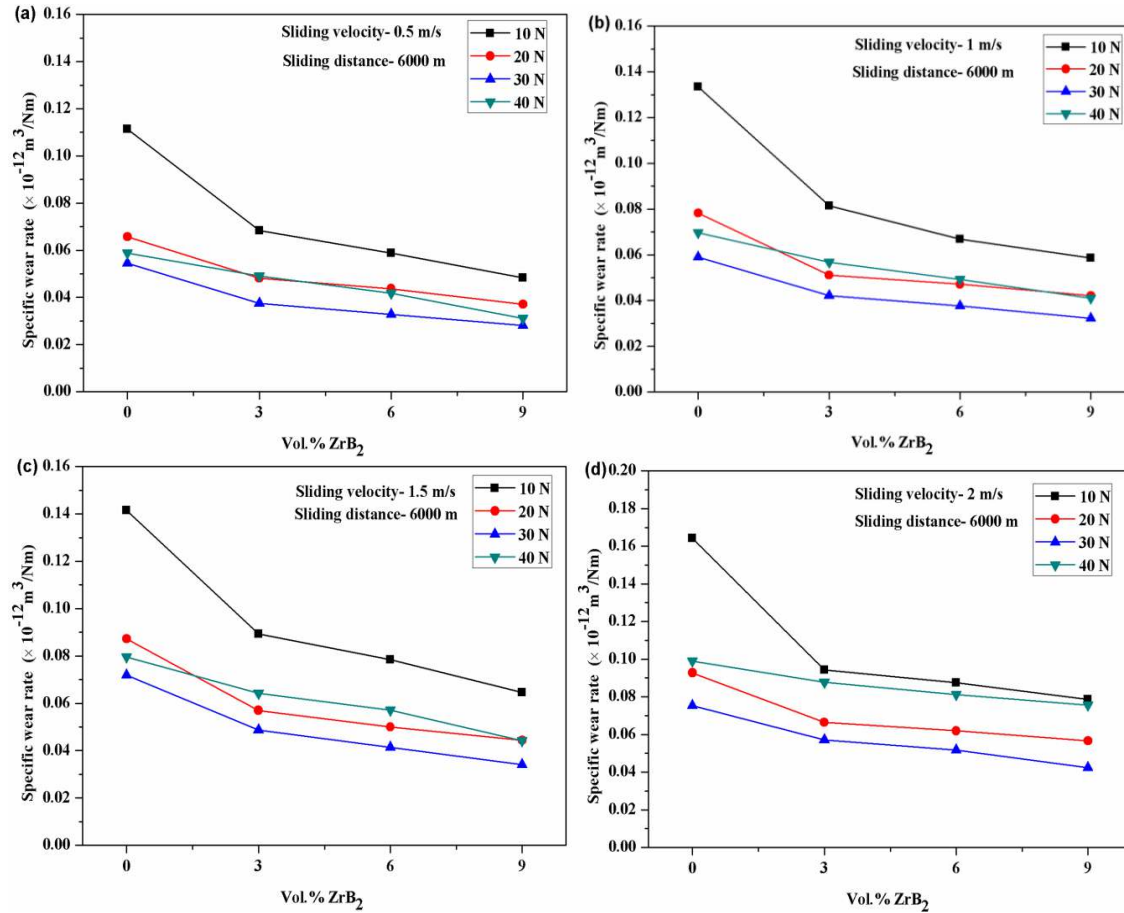 (a)
Sliding velocity- 0.5 m/s
Sliding distance- 6000 m
10 N
20 N
30 N
40 N
Specific wear rate (× 10⁻¹² m³/Nm)
0.16
0.14
0.12
0.10
0.08
0.06
0.04
0.02
0.00
0 3 6 9
Vol.% ZrB₂
(b)
Sliding velocity- 1 m/s
Sliding distance- 6000 m
10 N
20 N
30 N
40 N
Specific wear rate (× 10⁻¹² m³/Nm)
0.16
0.14
0.12
0.10
0.08
0.06
0.04
0.02
0.00
0 3 6 9
Vol.% ZrB₂
(c)
Sliding velocity- 1.5 m/s
Sliding distance- 6000 m
10 N
20 N
30 N
40 N
Specific wear rate (× 10⁻¹² m³/Nm)
0.16
0.14
0.12
0.10
0.08
0.06
0.04
0.02
0.00
0 3 6 9
Vol.% ZrB₂
(d)
Sliding velocity- 2 m/s
Sliding distance- 6000 m
10 N
20 N
30 N
40 N
Specific wear rate (× 10⁻¹² m³/Nm)
0.20
0.18
0.16
0.14
0.12
0.10
0.08
0.06
0.04
0.02
0.00
0 3 6 9
Vol.% ZrB₂